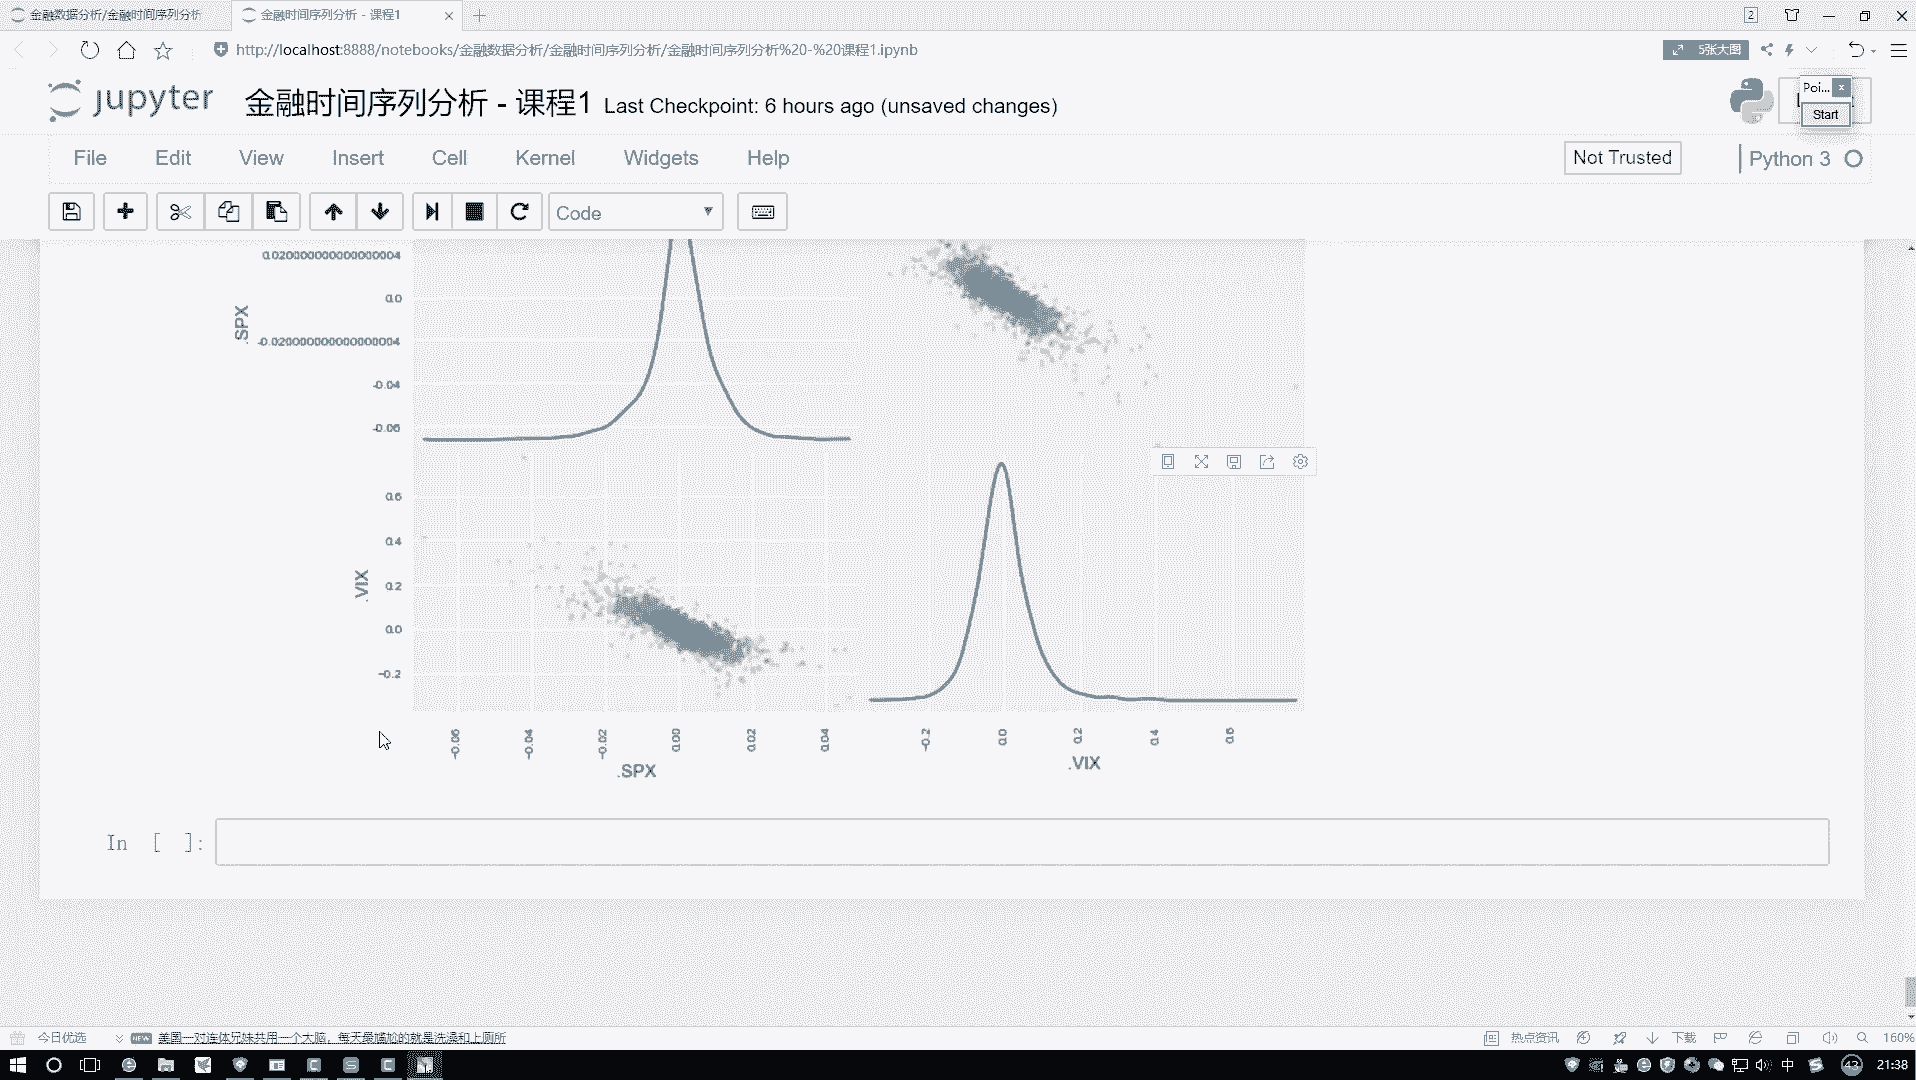 金融数据分析/金融时间序列分析
金融时间序列分析 - 课程1
2
http://localhost:8888/notebooks/金融数据分析/金融时间序列分析/金融时间序列分析%20-%20课程1.ipynb
5张大图
jupyter
金融时间序列分析 - 课程1 Last Checkpoint: 6 hours ago (unsaved changes)
Poi...
Start
File Edit View Insert Cell Kernel Widgets Help
Not Trusted
Python 3
Code
0.020000000000000004
0.0
-0.020000000000000004
-0.04
-0.06
.SPX
0.6
0.4
0.2
0.0
-0.2
.VIX
-0.06 -0.04 -0.02 0.00 0.02 0.04 -0.2 0.0 0.2 0.4 0.6
.SPX .VIX
In [ ]:
今日优选
NEW 美国一对连体兄妹共用一个大脑，每天最尴尬的就是洗澡和上厕所
热点资讯
下载
160%
中
43
21:38